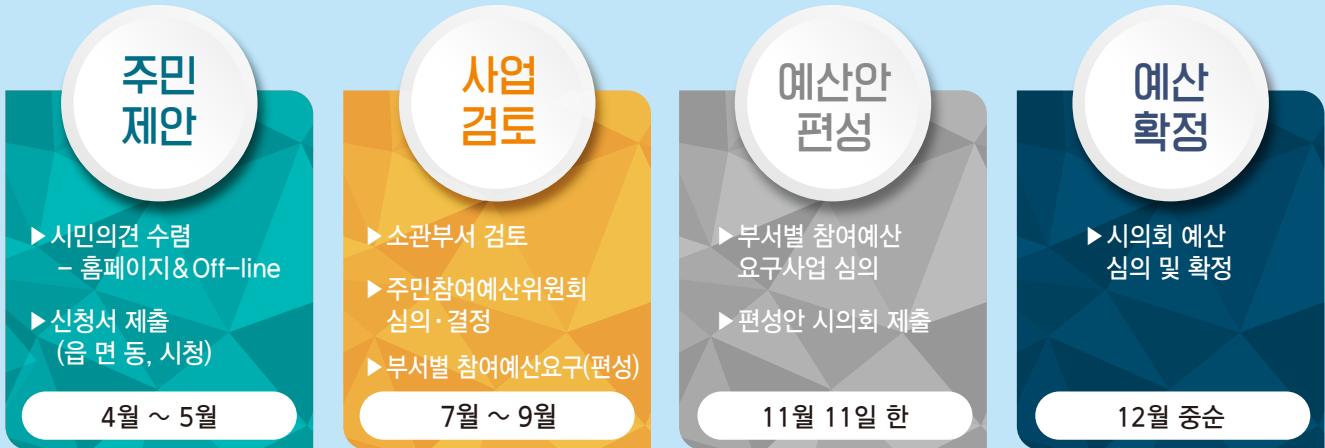 주민
제안
▶시민의견 수렴
- 홈페이지&Off-line
▶신청서 제출
(읍 면 동, 시청)
4월 ~ 5월
사업
검토
▶소관부서 검토
▶주민참여예산위원회
심의·결정
▶부서별 참여예산요구(편성)
7월 ~ 9월
예산안
편성
▶부서별 참여예산
요구사업 심의
▶편성안 시의회 제출
11월 11일 한
예산
확정
▶시의회 예산
심의 및 확정
12월 중순